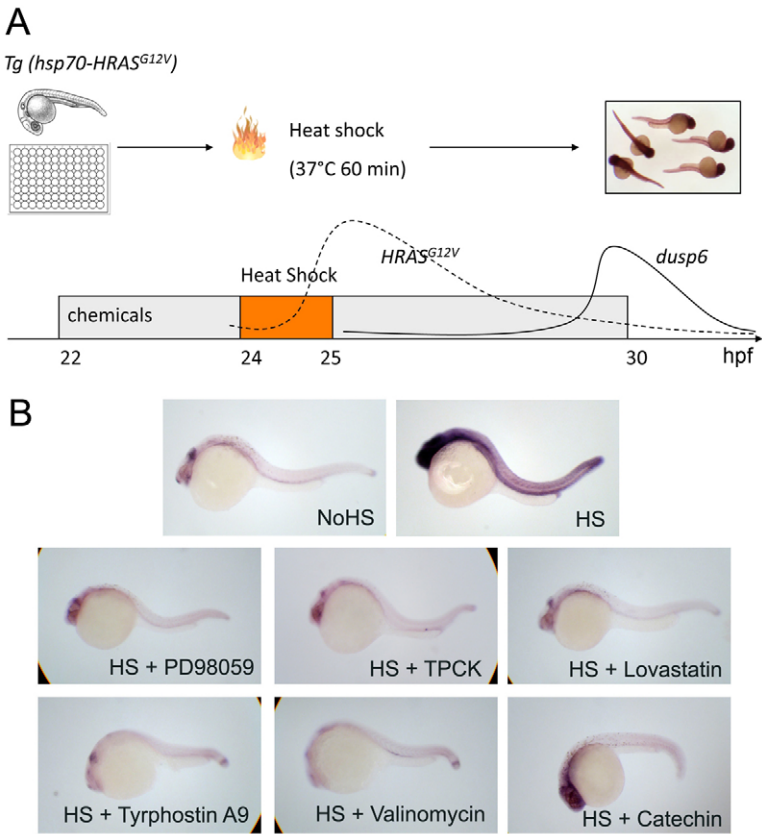 A
Tg (hsp70-HRASG12V)
Heat shock
(37°C 60 min)
HRASG12V
dusp6
Heat Shock
chemicals
22
24
25
30
hpf
B
NoHS
HS
HS + PD98059
HS + TPCK
HS + Lovastatin
HS + Tyrphostin A9
HS + Valinomycin
HS + Catechin